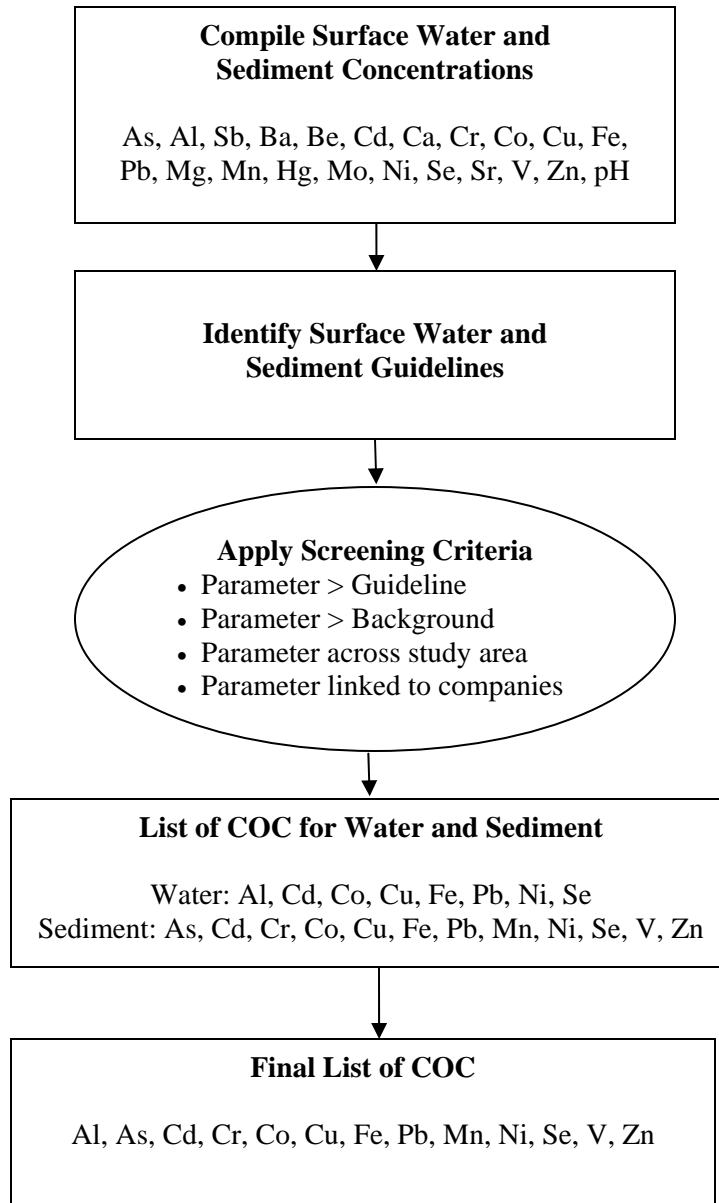 Compile Surface Water and
Sediment Concentrations
As, Al, Sb, Ba, Be, Cd, Ca, Cr, Co, Cu, Fe,
Pb, Mg, Mn, Hg, Mo, Ni, Se, Sr, V, Zn, pH
Identify Surface Water and
Sediment Guidelines
Apply Screening Criteria
• Parameter > Guideline
• Parameter > Background
• Parameter across study area
• Parameter linked to companies
List of COC for Water and Sediment
Water: Al, Cd, Co, Cu, Fe, Pb, Ni, Se
Sediment: As, Cd, Cr, Co, Cu, Fe, Pb, Mn, Ni, Se, V, Zn
Final List of COC
Al, As, Cd, Cr, Co, Cu, Fe, Pb, Mn, Ni, Se, V, Zn